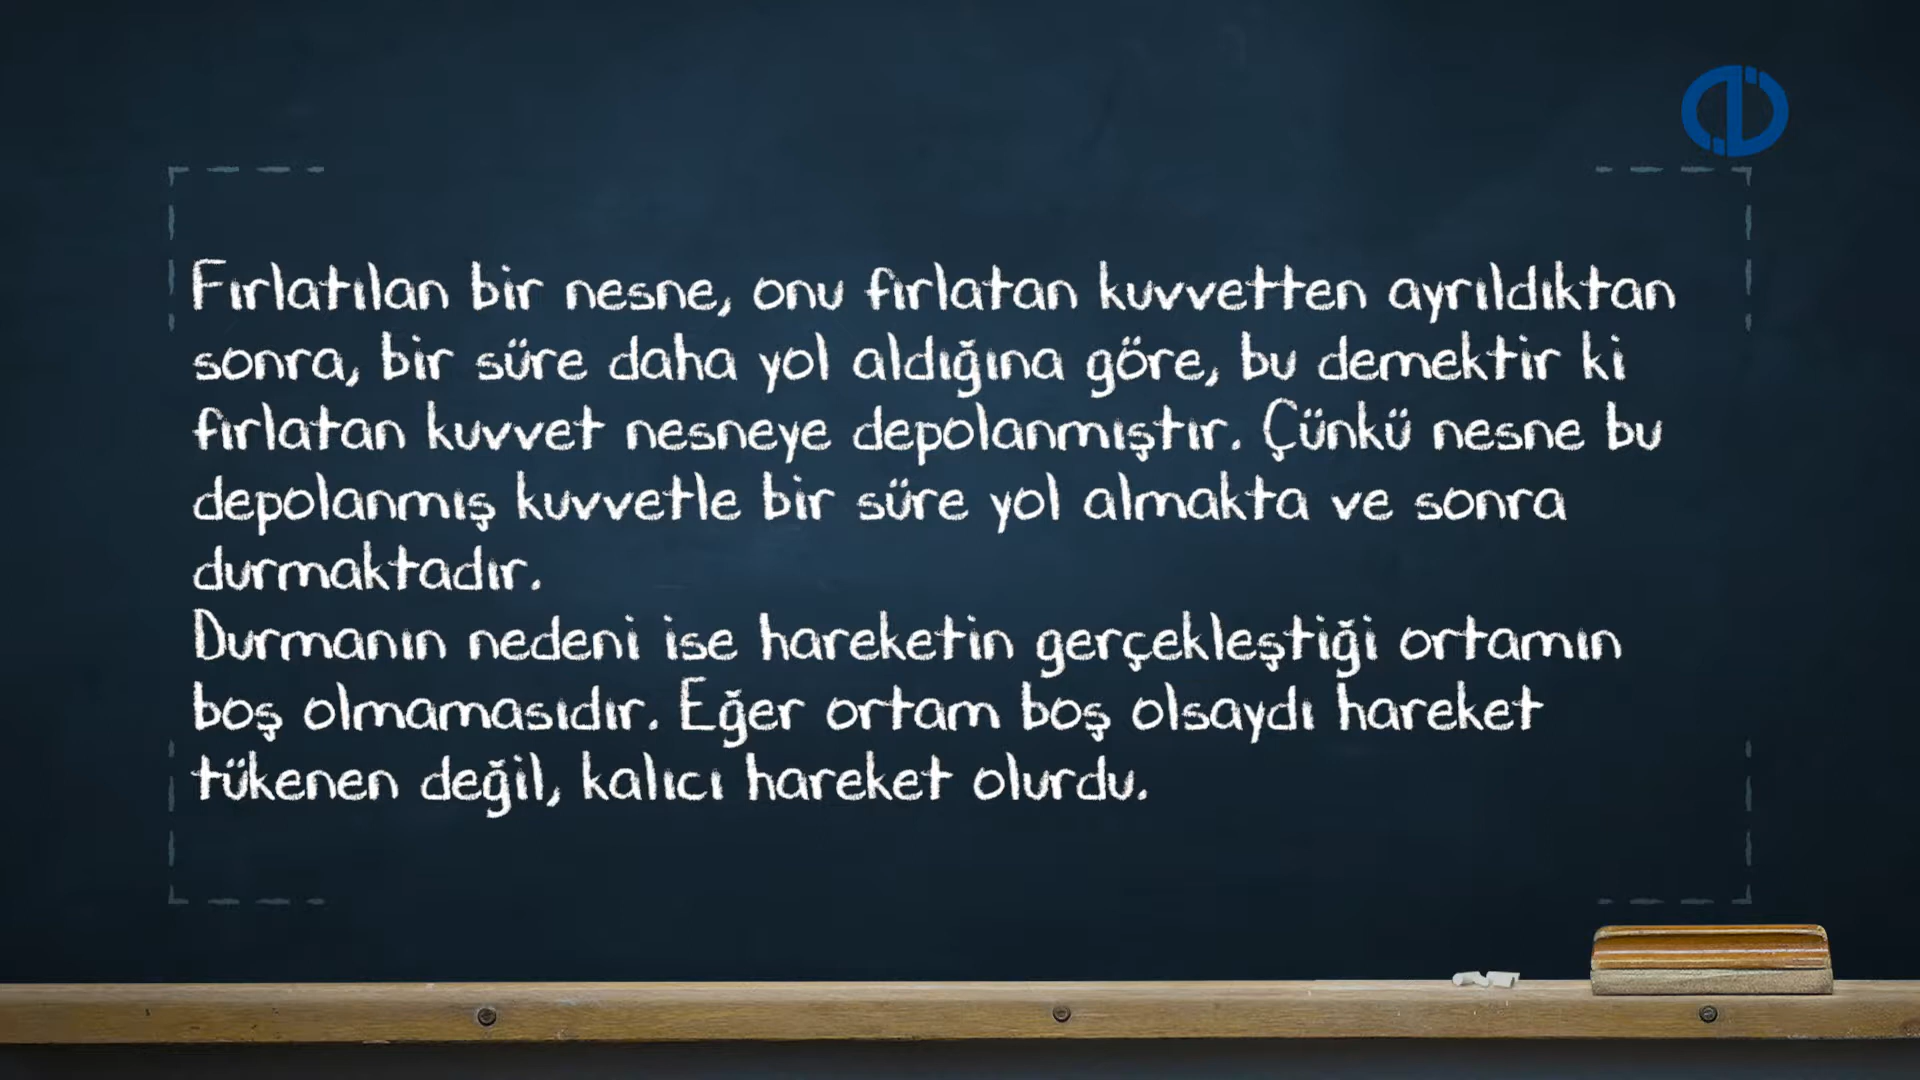 Fırlatılan bir nesne, onu fırlatan kuvvetten ayrıldıktan
sonra, bir süre daha yol aldığına göre, bu demektir ki
fırlatan kuvvet nesneye depolanmıştır. Çünkü nesne bu
depolanmış kuvvetle bir süre yol almakta ve sonra
durmaktadır.
Durmanın nedeni ise hareketin gerçekleştiği ortamın
boş olmamasıdır. Eğer ortam boş olsaydı hareket
tükenen değil, kalıcı hareket olurdu.